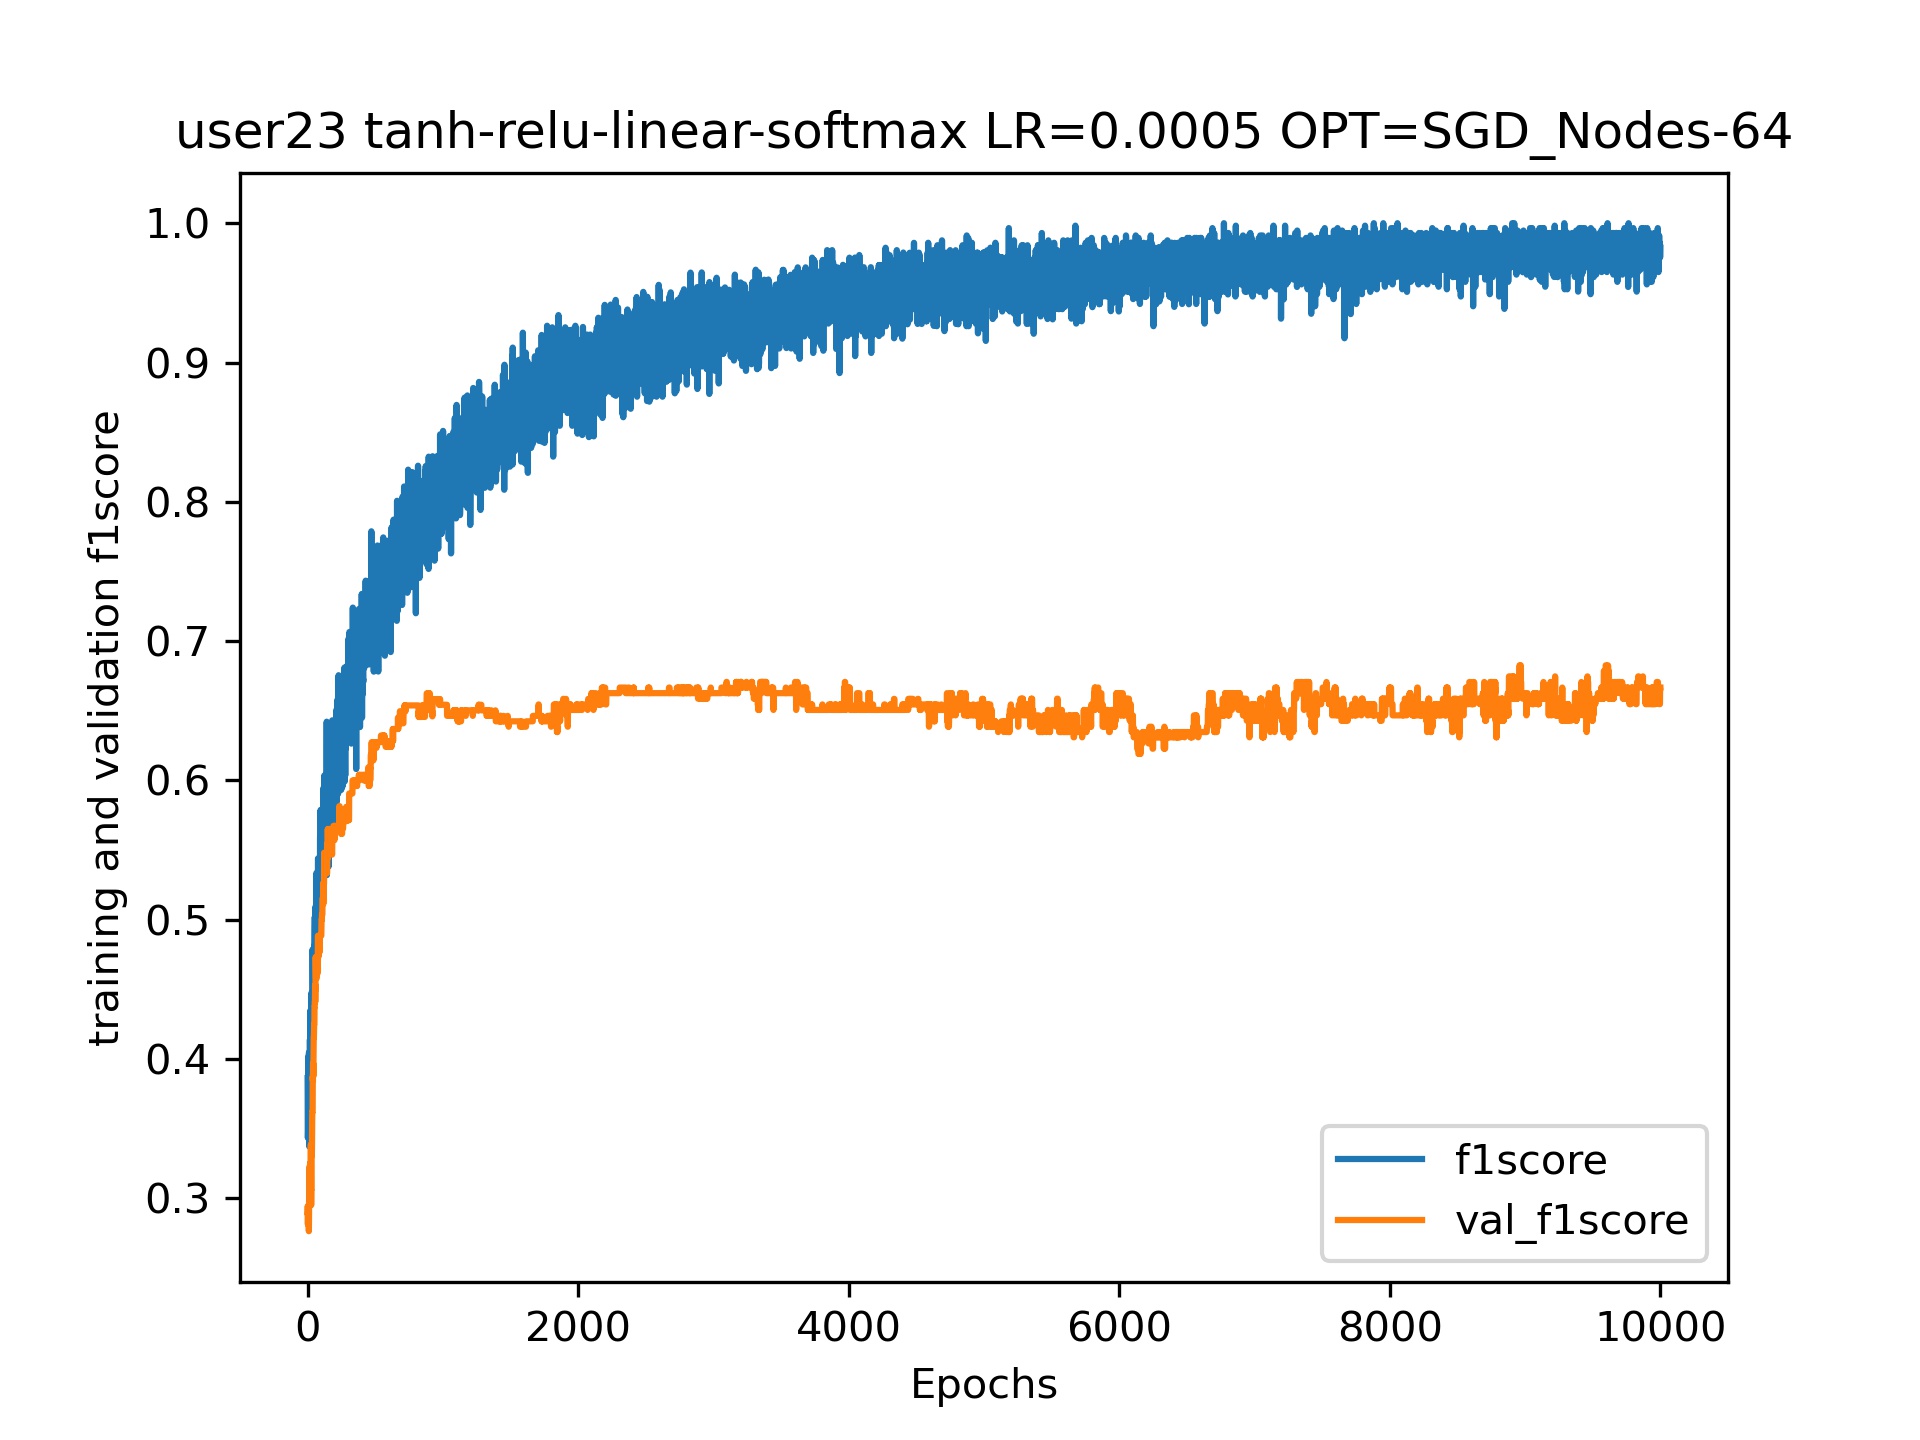 user23 tanh-relu-linear-softmax LR=0.0005 OPT=SGD_Nodes-64
training and validation f1score
1.0
0.9
0.8
0.7
0.6
0.5
0.4
0.3
0 2000 4000 6000 8000 10000
Epochs
f1score
val_f1score